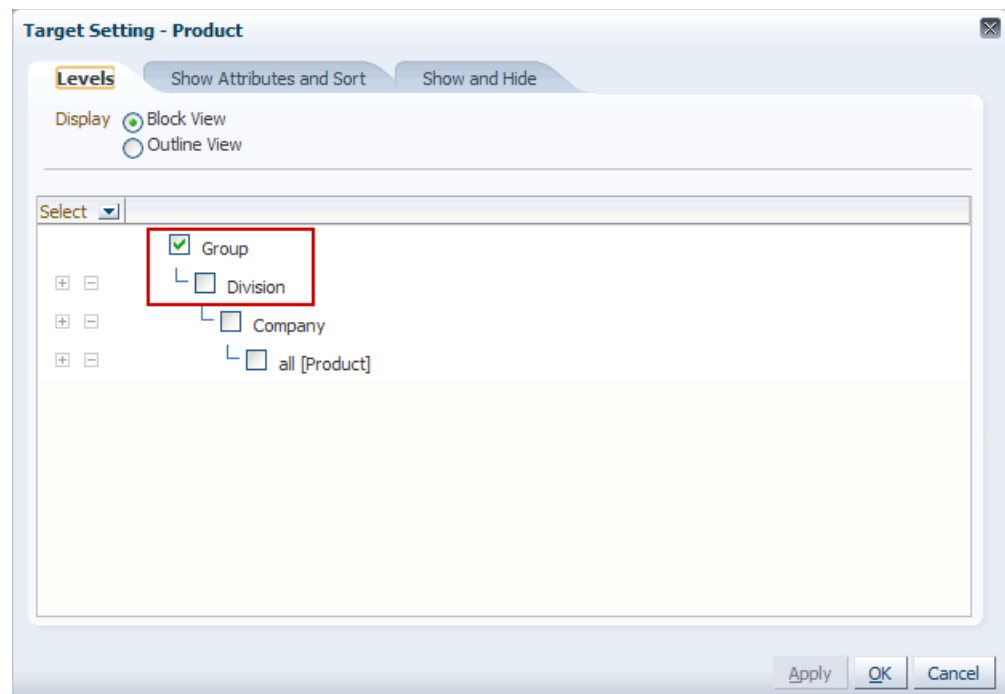 Target Setting - Product
Levels Show Attributes and Sort Show and Hide
Display Block View
Outline View
Select
Group
Division
Company
all [Product]
Apply OK Cancel